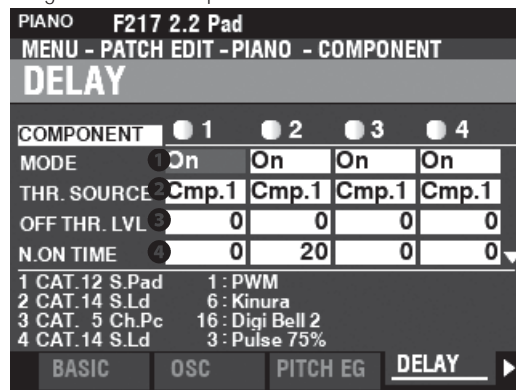 PIANO F217 2.2 Pad
MENU - PATCH EDIT - PIANO - COMPONENT
DELAY
COMPONENT 1 2 3 4
MODE 1 On On On On
THR. SOURCE 2 Cmp.1 Cmp.1 Cmp.1 Cmp.1
OFF THR. LVL 3 0 0 0 0
N.ON TIME 4 0 20 0 0
1 CAT.12 S.Pad 1 : PWM
2 CAT.14 S.Ld 6 : Kinura
3 CAT. 5 Ch.Pc 16 : Digi Bell 2
4 CAT.14 S.Ld 3 : Pulse 75%
BASIC OSC PITCH EG DELAY